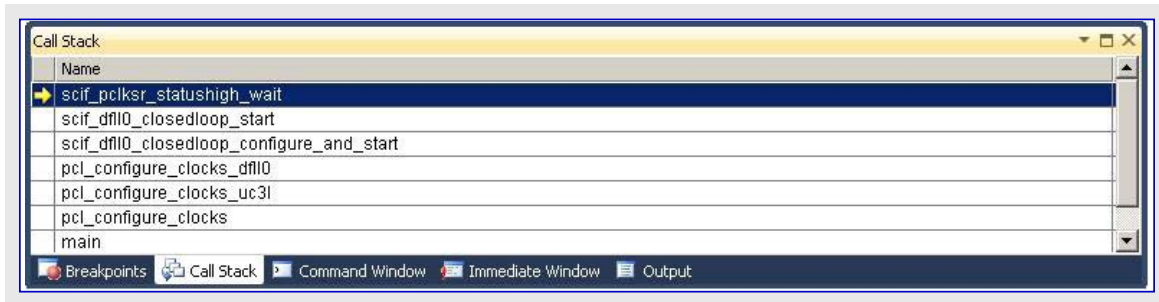 Call Stack
Name
scif_pclksr_statushigh_wait
scif_dfll0_closedloop_start
scif_dfll0_closedloop_configure_and_start
pcl_configure_clocks_dfll0
pcl_configure_clocks_uc3l
pcl_configure_clocks
main
Breakpoints Call Stack Command Window Immediate Window Output